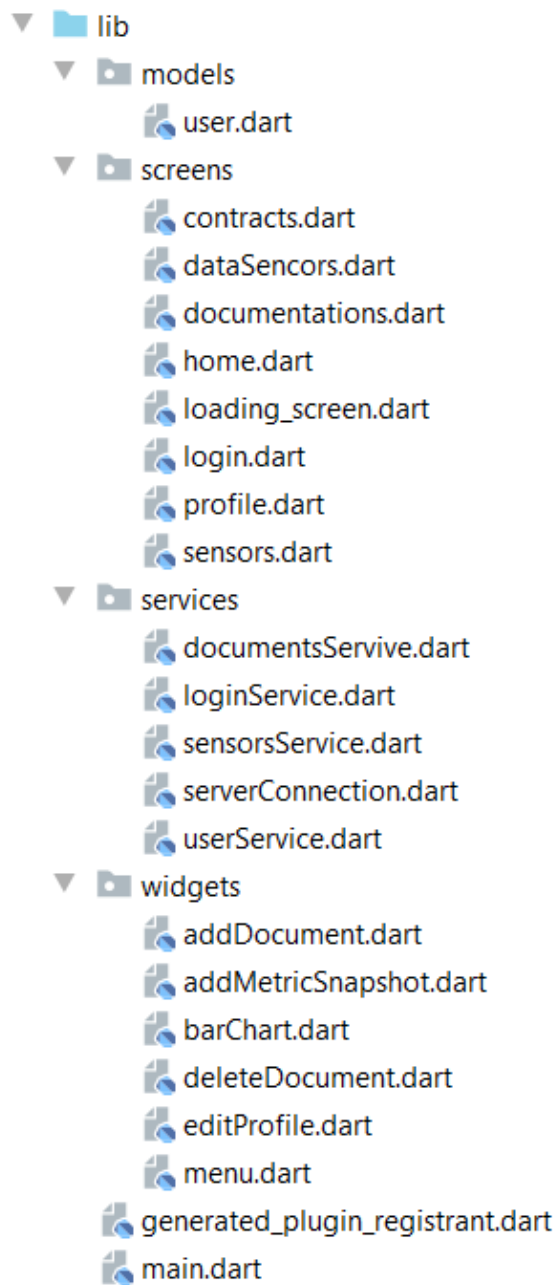 lib
models
user.dart
screens
contracts.dart
dataSencors.dart
documentations.dart
home.dart
loading_screen.dart
login.dart
profile.dart
sensors.dart
services
documentsServive.dart
loginService.dart
sensorsService.dart
serverConnection.dart
userService.dart
widgets
addDocument.dart
addMetricSnapshot.dart
barChart.dart
deleteDocument.dart
editProfile.dart
menu.dart
generated_plugin_registrant.dart
main.dart